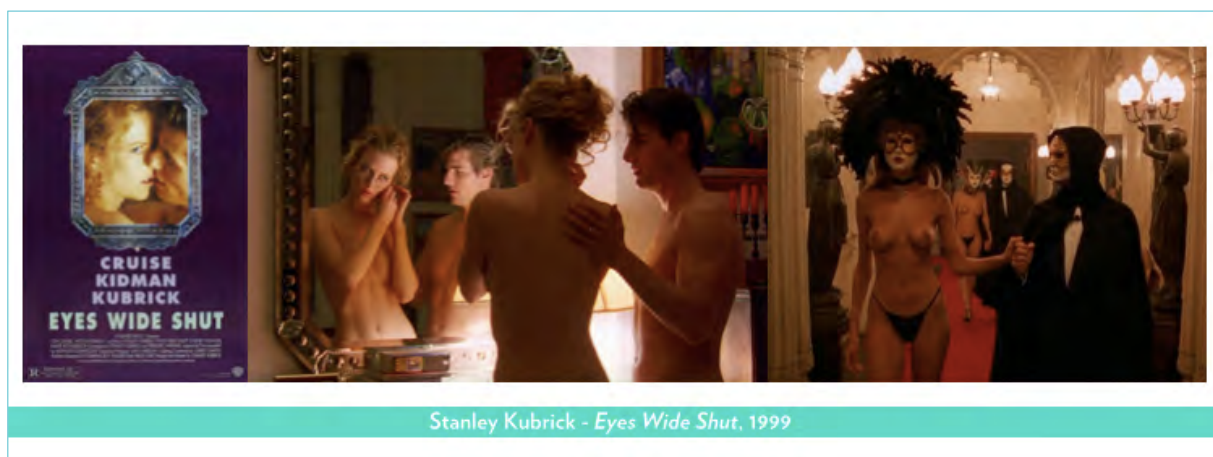 CRUISE
KIDMAN
KUBRICK
EYES WIDE SHUT
R
Stanley Kubrick - Eyes Wide Shut, 1999